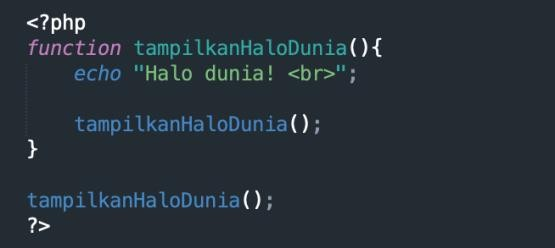 <?php
function tampilkanHaloDunia(){
    echo "Halo dunia! <br>";

    tampilkanHaloDunia();
}

tampilkanHaloDunia();
?>